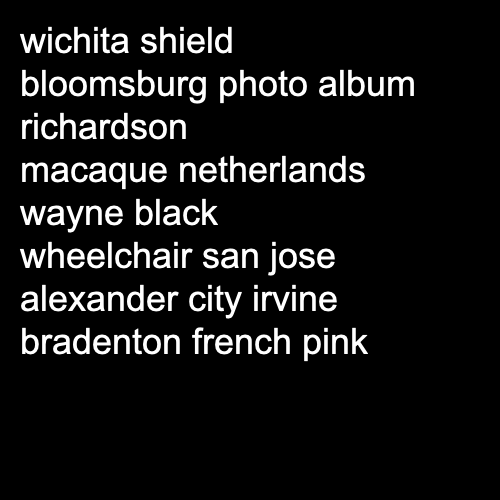 wichita shield
bloomsburg photo album
richardson
macaque netherlands
wayne black
wheelchair san jose
alexander city irvine
bradenton french pink